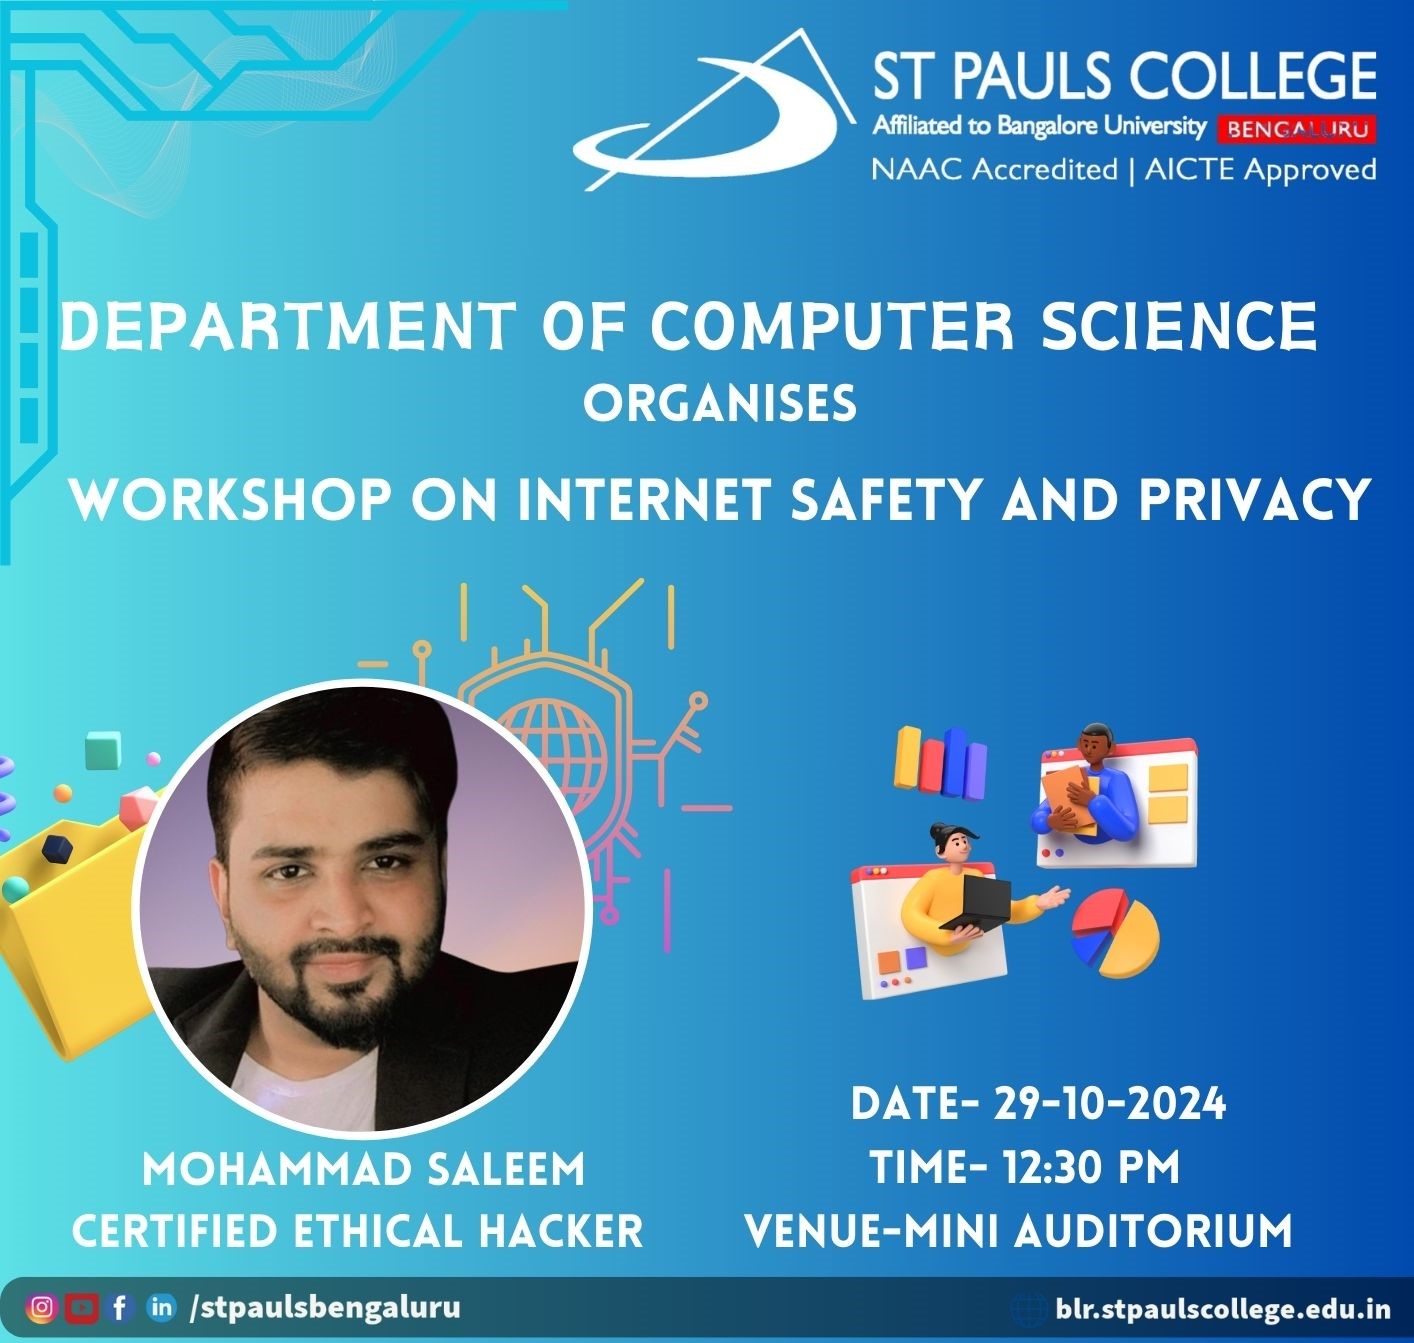 ST PAULS COLLEGE
Affiliated to Bangalore University BENGALURU
NAAC Accredited | AICTE Approved
DEPARTMENT OF COMPUTER SCIENCE
ORGANISES
WORKSHOP ON INTERNET SAFETY AND PRIVACY
MOHAMMAD SALEEM
CERTIFIED ETHICAL HACKER
DATE- 29-10-2024
TIME- 12:30 PM
VENUE-MINI AUDITORIUM
/stpaulsbengaluru
blr.stpaulscollege.edu.in